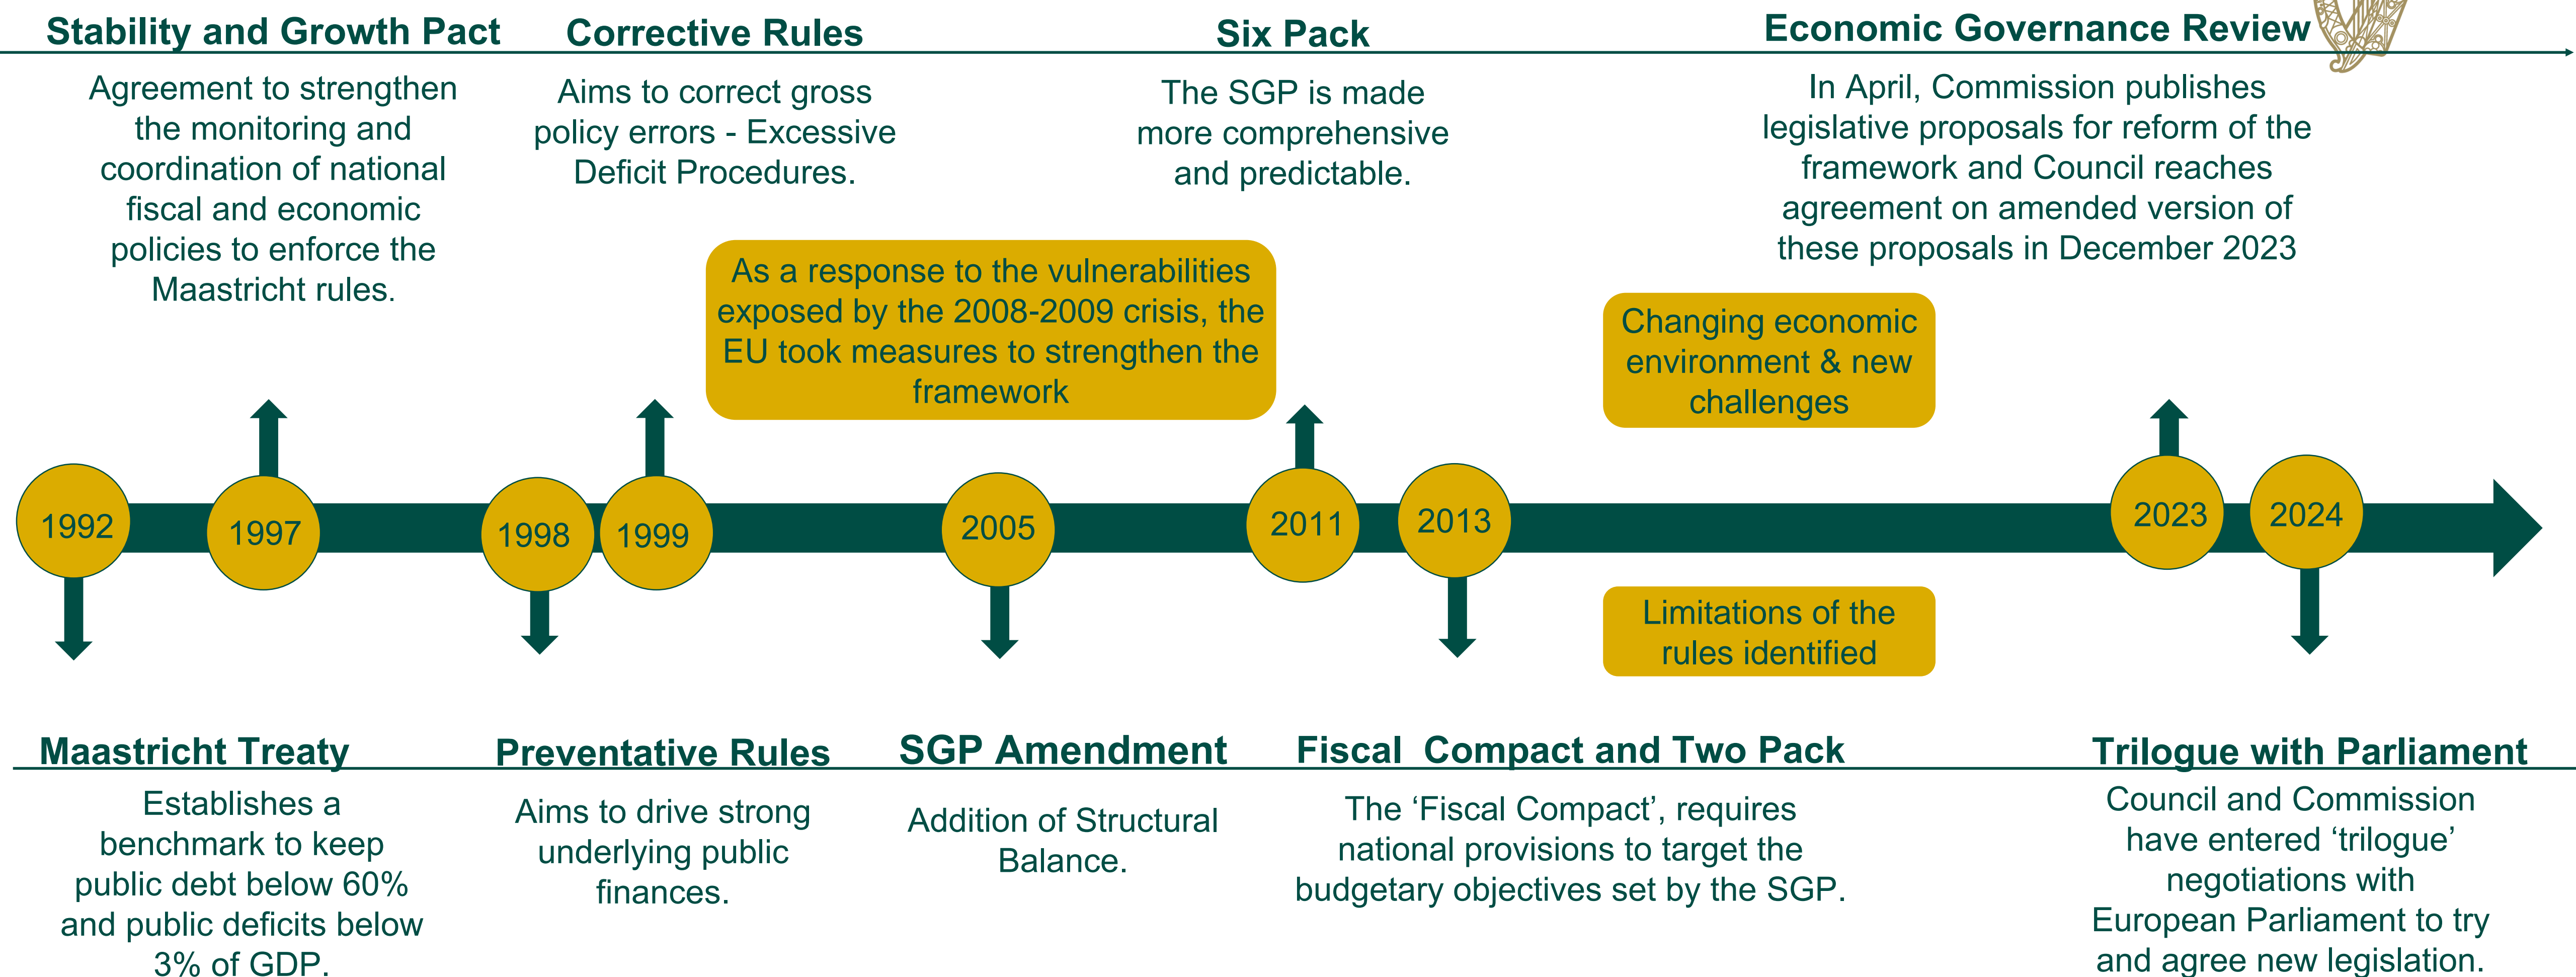 Stability and Growth Pact
Agreement to strengthen
the monitoring and
coordination of national
fiscal and economic
policies to enforce the
Maastricht rules.
Corrective Rules
Aims to correct gross
policy errors - Excessive
Deficit Procedures.
Six Pack
The SGP is made
more comprehensive
and predictable.
Economic Governance Review
In April, Commission publishes
legislative proposals for reform of the
framework and Council reaches
agreement on amended version of
these proposals in December 2023
As a response to the vulnerabilities
exposed by the 2008-2009 crisis, the
EU took measures to strengthen the
framework
Changing economic
environment & new
challenges
1992
1997
1998
1999
2005
2011
2013
2023
2024
Limitations of the
rules identified
Maastricht Treaty
Establishes a
benchmark to keep
public debt below 60%
and public deficits below
3% of GDP.
Preventative Rules
Aims to drive strong
underlying public
finances.
SGP Amendment
Addition of Structural
Balance.
Fiscal  Compact and Two Pack
The ‘Fiscal Compact’, requires
national provisions to target the
budgetary objectives set by the SGP.
Trilogue with Parliament
Council and Commission
have entered ‘trilogue’
negotiations with
European Parliament to try
and agree new legislation.